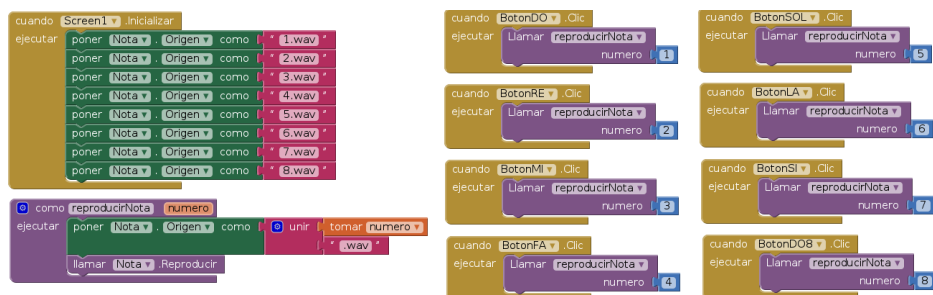 cuando Screen1 .Inicializar
ejecutar poner Nota . Origen como " 1.wav "
poner Nota . Origen como " 2.wav "
poner Nota . Origen como " 3.wav "
poner Nota . Origen como " 4.wav "
poner Nota . Origen como " 5.wav "
poner Nota . Origen como " 6.wav "
poner Nota . Origen como " 7.wav "
poner Nota . Origen como " 8.wav "
como reproducirNota numero
ejecutar poner Nota . Origen como unir tomar numero
" .wav "
llamar Nota .Reproducir
cuando BotonDO .Clic
ejecutar Llamar reproducirNota
numero 1
cuando BotonRE .Clic
ejecutar Llamar reproducirNota
numero 2
cuando BotonMI .Clic
ejecutar Llamar reproducirNota
numero 3
cuando BotonFA .Clic
ejecutar Llamar reproducirNota
numero 4
cuando BotonSOL .Clic
ejecutar Llamar reproducirNota
numero 5
cuando BotonLA .Clic
ejecutar Llamar reproducirNota
numero 6
cuando BotonSI .Clic
ejecutar Llamar reproducirNota
numero 7
cuando BotonDO8 .Clic
ejecutar Llamar reproducirNota
numero 8